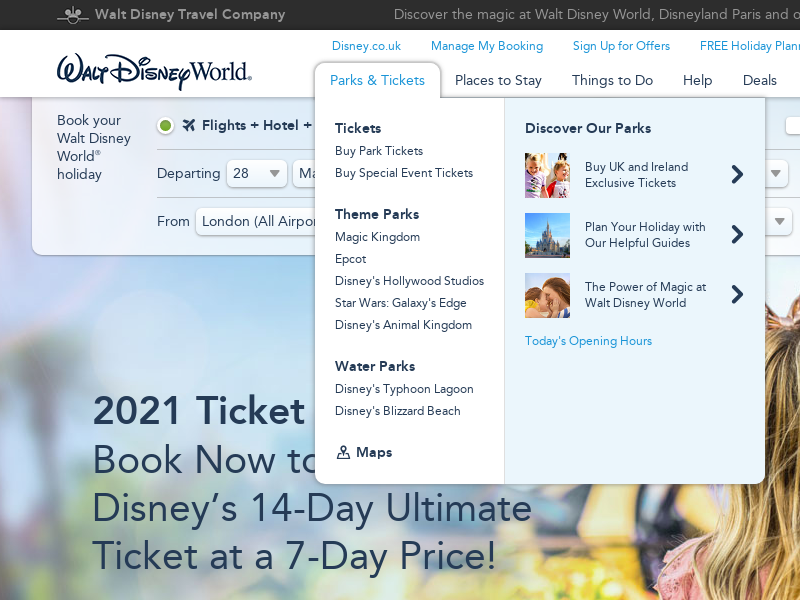 Walt Disney Travel Company
Discover the magic at Walt Disney World, Disneyland Paris and
Disney.co.uk
Manage My Booking
Sign Up for Offers
FREE Holiday
Walt Disney World®
Parks & Tickets
Places to Stay
Things to Do
Help
Deals
Book your
Walt Disney
World®
holiday
Flights + Hotel +
Departing
28
From
London (All
Tickets
Buy Park Tickets
Buy Special Event Tickets
Theme Parks
Magic Kingdom
Epcot
Disney's Hollywood Studios
Star Wars: Galaxy's Edge
Disney's Animal Kingdom
Water Parks
Disney's Typhoon Lagoon
Disney's Blizzard Beach
Maps
Discover Our Parks
Buy UK and Ireland
Exclusive Tickets
Plan Your Holiday with
Our Helpful Guides
The Power of Magic at
Walt Disney World
Today's Opening Hours
2021 Ticket
Book Now to
Disney’s 14-Day Ultimate
Ticket at a 7-Day Price!